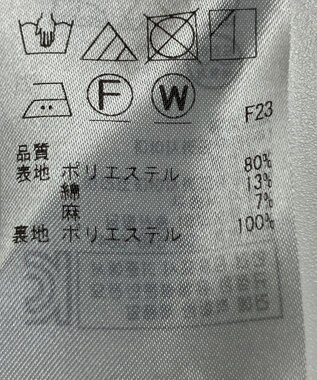 F W
F23
品質
表地 ポリエステル 80%
綿 13%
麻 7%
裏地 ポリエステル 100%